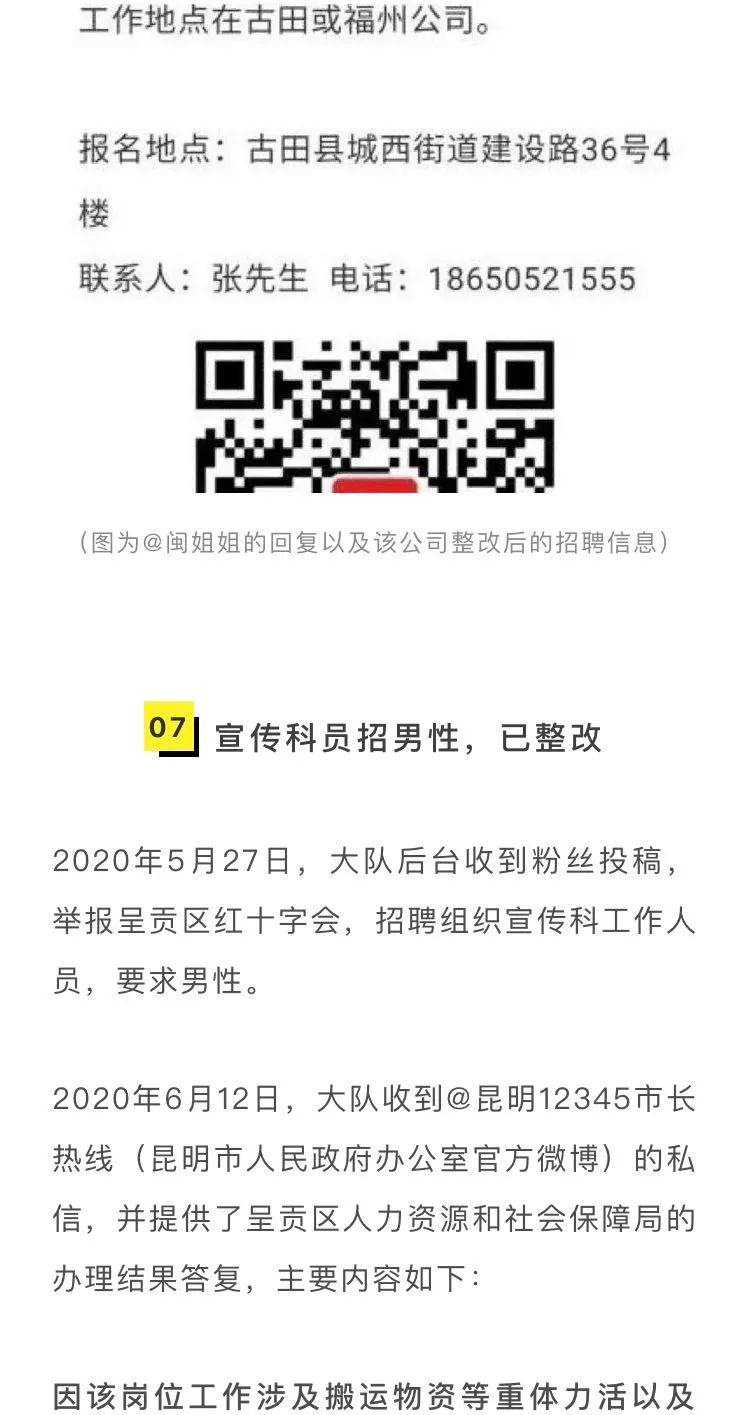 工作地点在古田或福州公司。
报名地点：古田县城西街道建设路36号4
楼
联系人：张先生 电话：18650521555
（图为@闽姐姐的回复以及该公司整改后的招聘信息）
07 宣传科员招男性，已整改
2020年5月27日，大队后台收到粉丝投稿，
举报呈贡区红十字会，招聘组织宣传科工作人
员，要求男性。
2020年6月12日，大队收到@昆明12345市长
热线（昆明市人民政府办公室官方微博）的私
信，并提供了呈贡区人力资源和社会保障局的
办理结果答复，主要内容如下：
因该岗位工作涉及搬运物资等重体力活以及